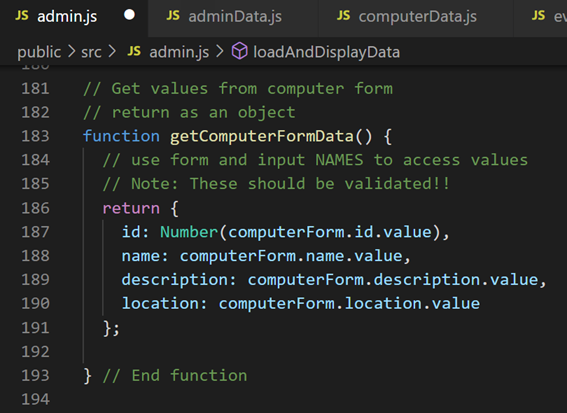 JS admin.js ● JS adminData.js JS computerData.js JS ev
public > src > JS admin.js > loadAndDisplayData
181 // Get values from computer form
182 // return as an object
183 function getComputerFormData() {
184 // use form and input NAMES to access values
185 // Note: These should be validated!!
186 return {
187 id: Number(computerForm.id.value),
188 name: computerForm.name.value,
189 description: computerForm.description.value,
190 location: computerForm.location.value
191 };
192
193 } // End function
194